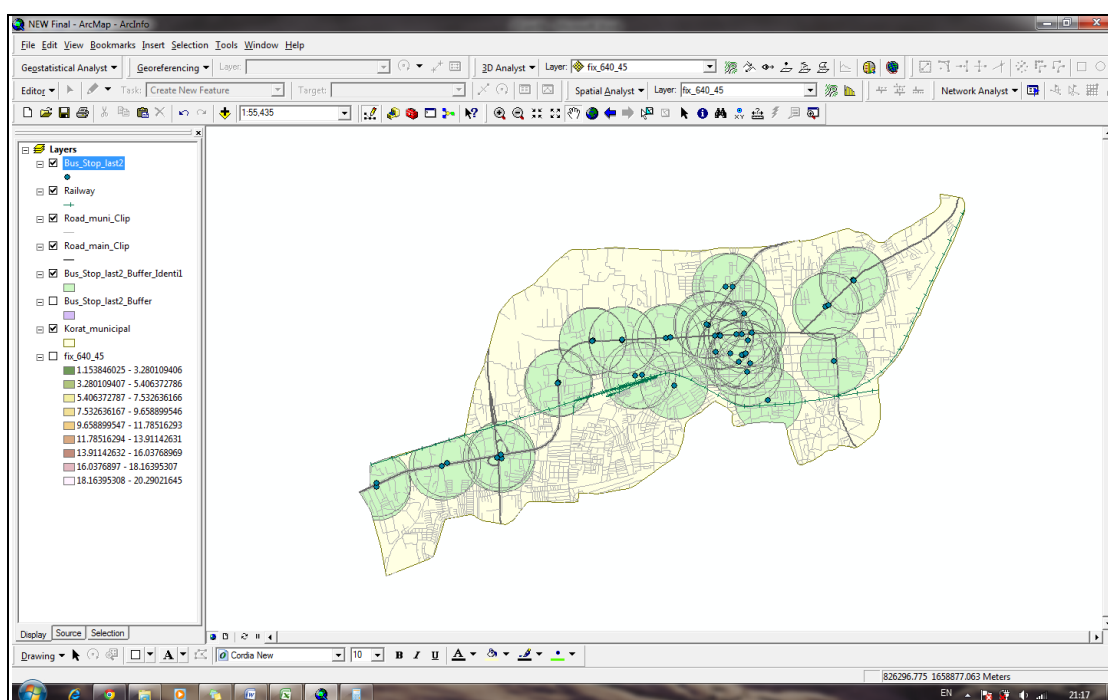 NEW Final - ArcMap - ArcInfo
File Edit View Bookmarks Insert Selection Tools Window Help
Geostatistical Analyst Georeferencing Layer: 3D Analyst Layer: fix_640_45
Editor Task: Create New Feature Target: Spatial Analyst Layer: fix_640_45 Network Analyst
1:55,435
Layers
Bus_Stop_last2
Railway
Road_muni_Clip
Road_main_Clip
Bus_Stop_last2_Buffer_Identi1
Bus_Stop_last2_Buffer
Korat_municipal
fix_640_45
1.153846025 - 3.280109406
3.280109407 - 5.406372786
5.406372787 - 7.532636166
7.532636167 - 9.658899546
9.658899547 - 11.78516293
11.78516294 - 13.91142631
13.91142632 - 16.03768969
16.0376897 - 18.16395307
18.16395308 - 20.29021645
Display Source Selection
Drawing A Cordia New 10 B I U A
826296.775 1658877.063 Meters
EN 21:17